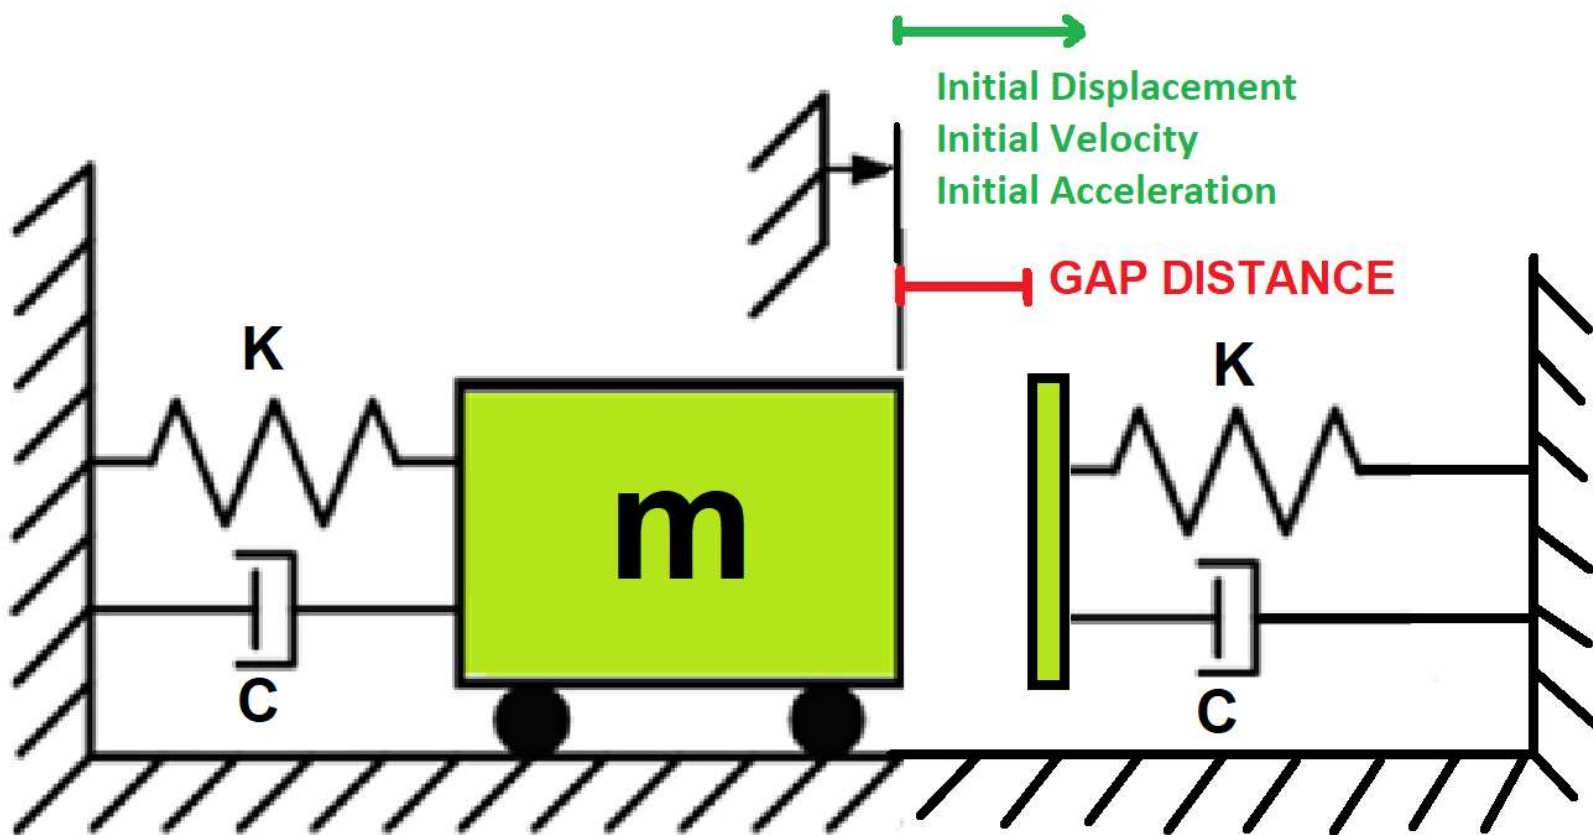 Initial Displacement
Initial Velocity
Initial Acceleration
GAP DISTANCE
K
K
m
C
C